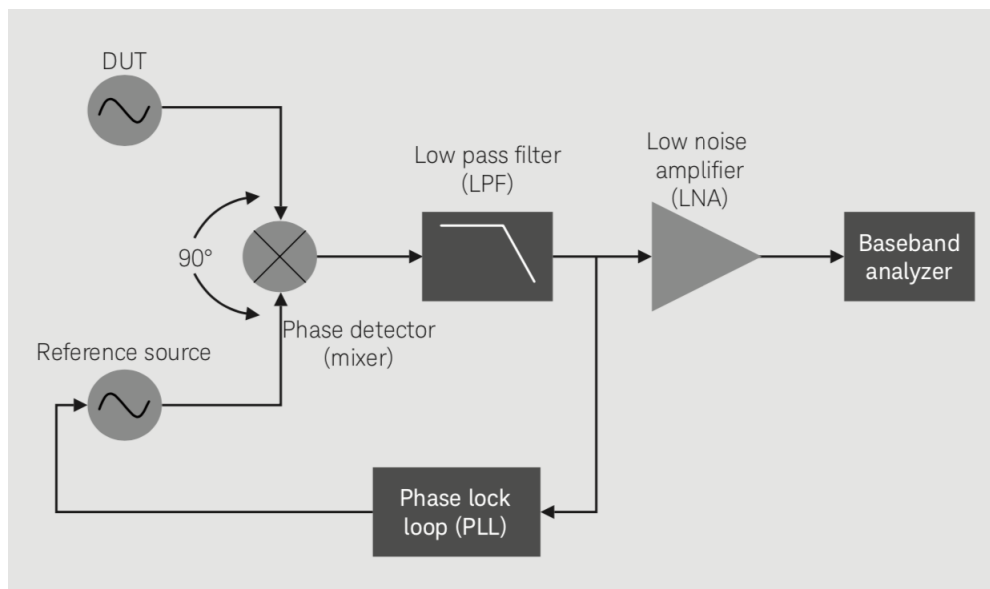 DUT
Low pass filter
(LPF)
Low noise
amplifier
(LNA)
Baseband
analyzer
90°
Phase detector
(mixer)
Reference source
Phase lock
loop (PLL)